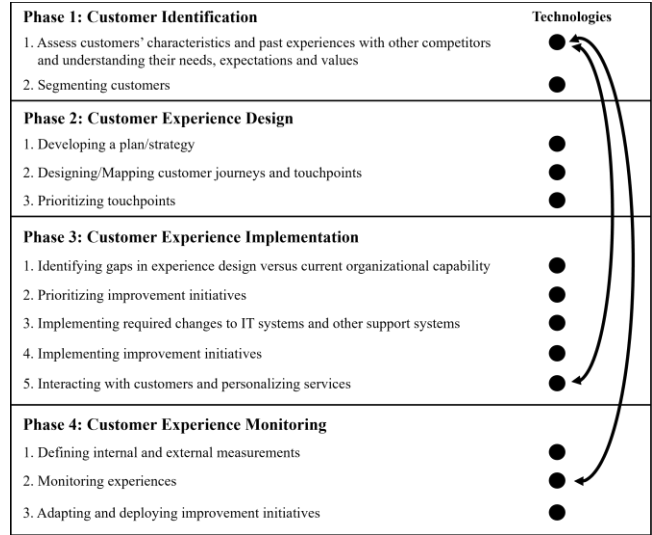 Phase 1: Customer Identification
Technologies
1. Assess customers’ characteristics and past experiences with other competitors
and understanding their needs, expectations and values
2. Segmenting customers
Phase 2: Customer Experience Design
1. Developing a plan/strategy
2. Designing/Mapping customer journeys and touchpoints
3. Prioritizing touchpoints
Phase 3: Customer Experience Implementation
1. Identifying gaps in experience design versus current organizational capability
2. Prioritizing improvement initiatives
3. Implementing required changes to IT systems and other support systems
4. Implementing improvement initiatives
5. Interacting with customers and personalizing services
Phase 4: Customer Experience Monitoring
1. Defining internal and external measurements
2. Monitoring experiences
3. Adapting and deploying improvement initiatives